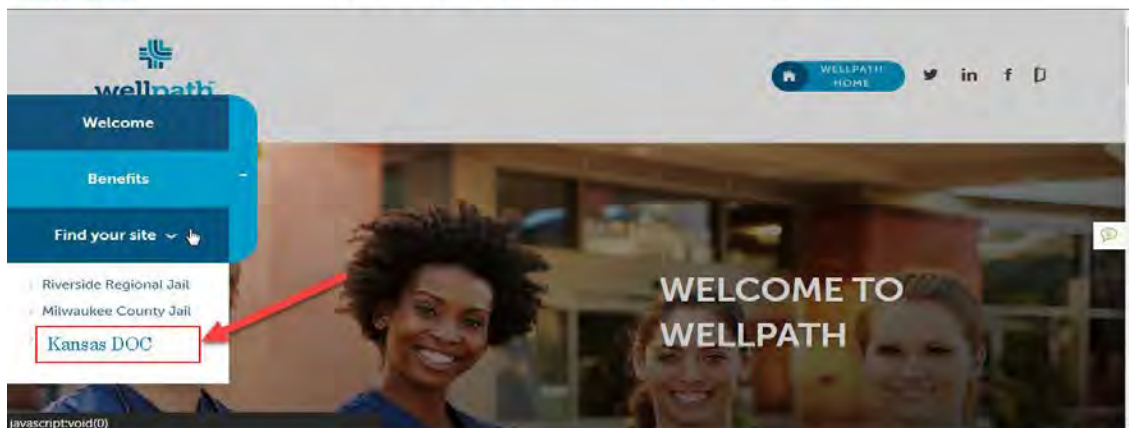 wellpath
WELLPATH
HOME
in f
Welcome
Benefits
Find your site
Riverside Regional Jail
Milwaukee County Jail
Kansas DOC
WELCOME TO
WELLPATH
javascript:void(0)